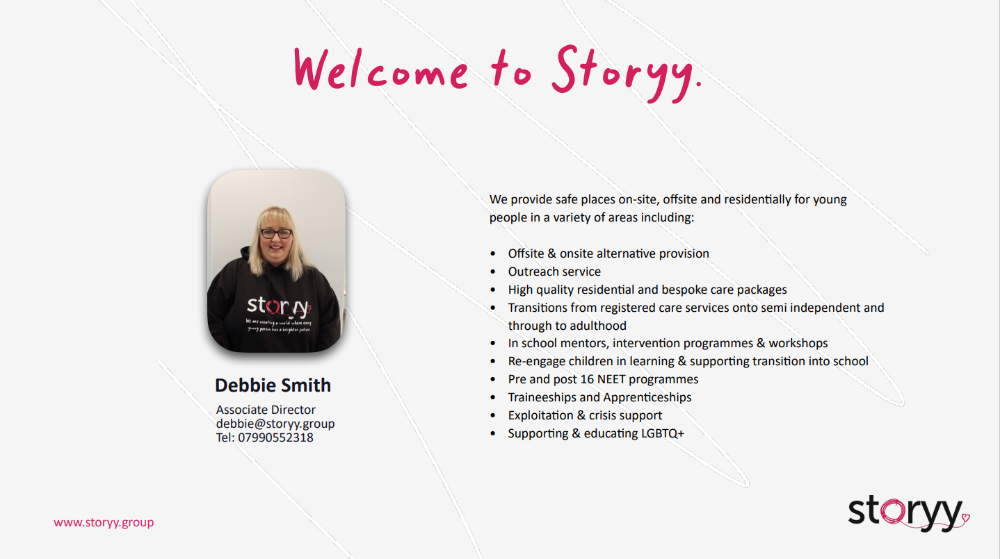 Welcome to Storyy.
We provide safe places on-site, offsite and residentially for young
people in a variety of areas including:
• Offsite & onsite alternative provision
• Outreach service
• High quality residential and bespoke care packages
• Transitions from registered care services onto semi independent and
through to adulthood
• In school mentors, intervention programmes & workshops
• Re-engage children in learning & supporting transition into school
• Pre and post 16 NEET programmes
• Traineeships and Apprenticeships
• Exploitation & crisis support
• Supporting & educating LGBTQ+
storyy
We are creating a world where every
young person has a brighter future
Debbie Smith
Associate Director
debbie@storyy.group
Tel: 07990552318
www.storyy.group
storyy